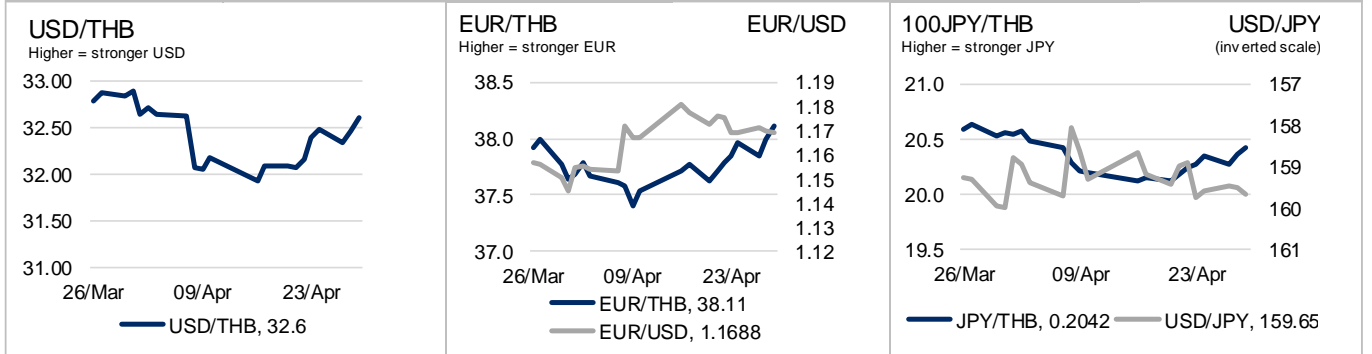 USD/THB
Higher = stronger USD
33.00
32.50
32.00
31.50
31.00
26/Mar 09/Apr 23/Apr
USD/THB, 32.6
EUR/THB EUR/USD
Higher = stronger EUR
38.5
38.0
37.5
37.0
1.19
1.18
1.17
1.16
1.15
1.14
1.13
1.12
26/Mar 09/Apr 23/Apr
EUR/THB, 38.11
EUR/USD, 1.1688
100JPY/THB USD/JPY
Higher = stronger JPY (inverted scale)
21.0
20.5
20.0
19.5
157
158
159
160
161
26/Mar 09/Apr 23/Apr
JPY/THB, 0.2042 USD/JPY, 159.65